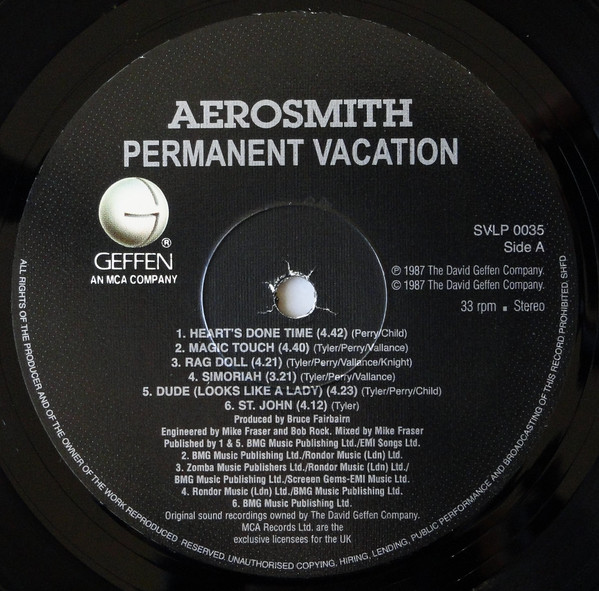 AEROSMITH
PERMANENT VACATION
GEFFEN ®
AN MCA COMPANY
SVLP 0035
Side A
℗ 1987 The David Geffen Company.
© 1987 The David Geffen Company.
33 rpm ■ Stereo
1. HEART'S DONE TIME (4.42) (Perry/Child)
2. MAGIC TOUCH (4.40) (Tyler/Perry/Vallance)
3. RAG DOLL (4.21) (Tyler/Perry/Vallance/Knight)
4. SIMORIAH (3.21) (Tyler/Perry/Vallance)
5. DUDE (LOOKS LIKE A LADY) (4.23) (Tyler/Perry/Child)
6. ST. JOHN (4.12) (Tyler)
Produced by Bruce Fairbairn
Engineered by Mike Fraser and Bob Rock, Mixed by Mike Fraser
Published by 1 & 5. BMG Music Publishing Ltd./EMI Songs Ltd.
2. BMG Music Publishing Ltd./Rondor Music (Ldn) Ltd.
3. Zomba Music Publishers Ltd./Rondor Music (Ldn) Ltd./
BMG Music Publishing Ltd./Screeen Gems-EMI Music Ltd.
4. Rondor Music (Ldn) Ltd./BMG Music Publishing Ltd.
6. BMG Music Publishing Ltd.
Original sound recordings owned by The David Geffen Company.
MCA Records Ltd. are the
exclusive licensees for the UK
ALL RIGHTS OF THE PRODUCER AND OF THE OWNER OF THE WORK REPRODUCED RESERVED. UNAUTHORISED COPYING, HIRING, LENDING, PUBLIC PERFORMANCE AND BROADCASTING OF THIS RECORD PROHIBITED. SHFD